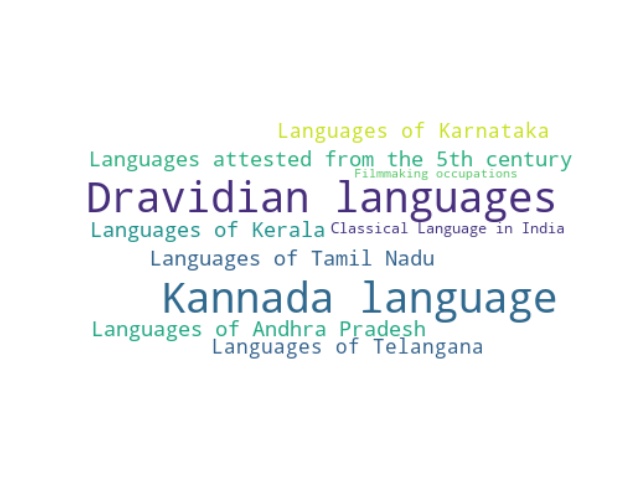 Languages of Karnataka
Languages attested from the 5th century
Filmmaking occupations
Dravidian languages
Languages of Kerala
Classical Language in India
Languages of Tamil Nadu
Kannada language
Languages of Andhra Pradesh
Languages of Telangana